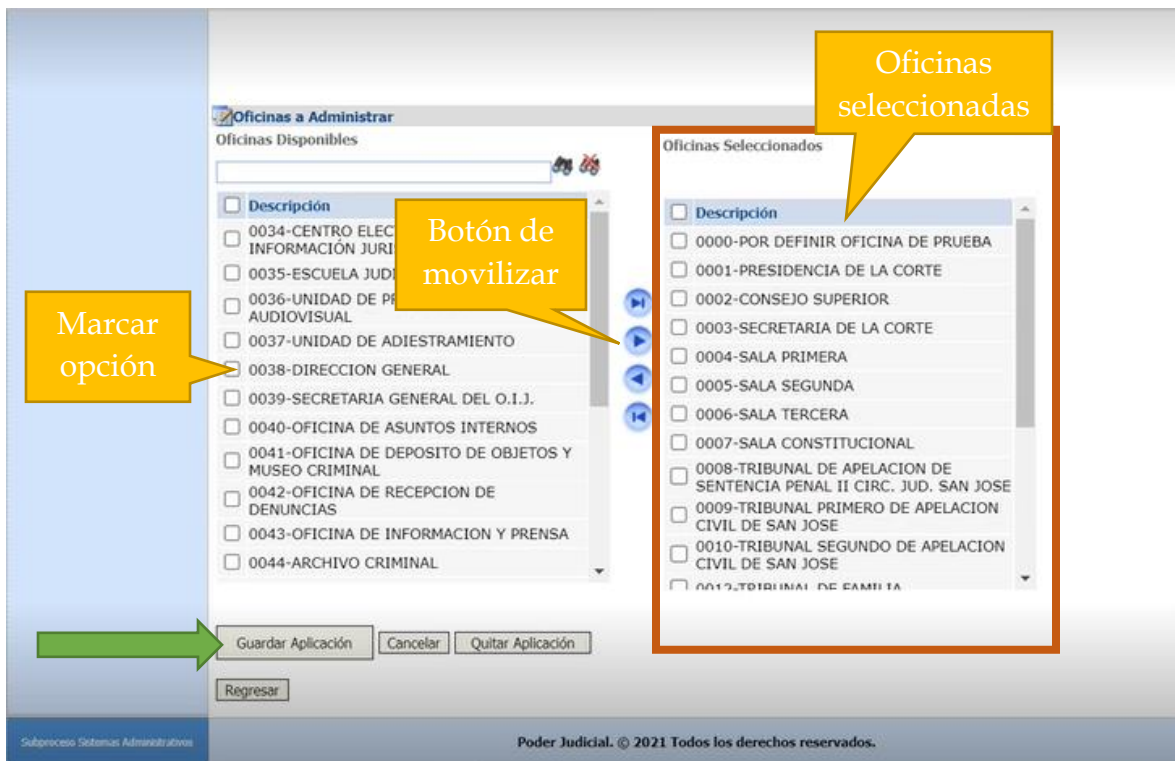 Oficinas
seleccionadas
Oficinas a Administrar
Oficinas Disponibles
Oficinas Seleccionados
Descripción
0034-CENTRO ELEC
INFORMACIÓN JURI
0035-ESCUELA JUDI
0036-UNIDAD DE PR
AUDIOVISUAL
0037-UNIDAD DE ADIESTRAMIENTO
0038-DIRECCION GENERAL
0039-SECRETARIA GENERAL DEL O.I.J.
0040-OFICINA DE ASUNTOS INTERNOS
0041-OFICINA DE DEPOSITO DE OBJETOS Y
MUSEO CRIMINAL
0042-OFICINA DE RECEPCION DE
DENUNCIAS
0043-OFICINA DE INFORMACION Y PRENSA
0044-ARCHIVO CRIMINAL
Botón de
movilizar
Marcar
opción
Descripción
0000-POR DEFINIR OFICINA DE PRUEBA
0001-PRESIDENCIA DE LA CORTE
0002-CONSEJO SUPERIOR
0003-SECRETARIA DE LA CORTE
0004-SALA PRIMERA
0005-SALA SEGUNDA
0006-SALA TERCERA
0007-SALA CONSTITUCIONAL
0008-TRIBUNAL DE APELACION DE
SENTENCIA PENAL II CIRC. JUD. SAN JOSE
0009-TRIBUNAL PRIMERO DE APELACION
CIVIL DE SAN JOSE
0010-TRIBUNAL SEGUNDO DE APELACION
CIVIL DE SAN JOSE
0012-TRIBUNAL DE FAMILIA
Guardar Aplicación
Cancelar
Quitar Aplicación
Regresar
Subproceso Sistemas Administrativos
Poder Judicial. © 2021 Todos los derechos reservados.